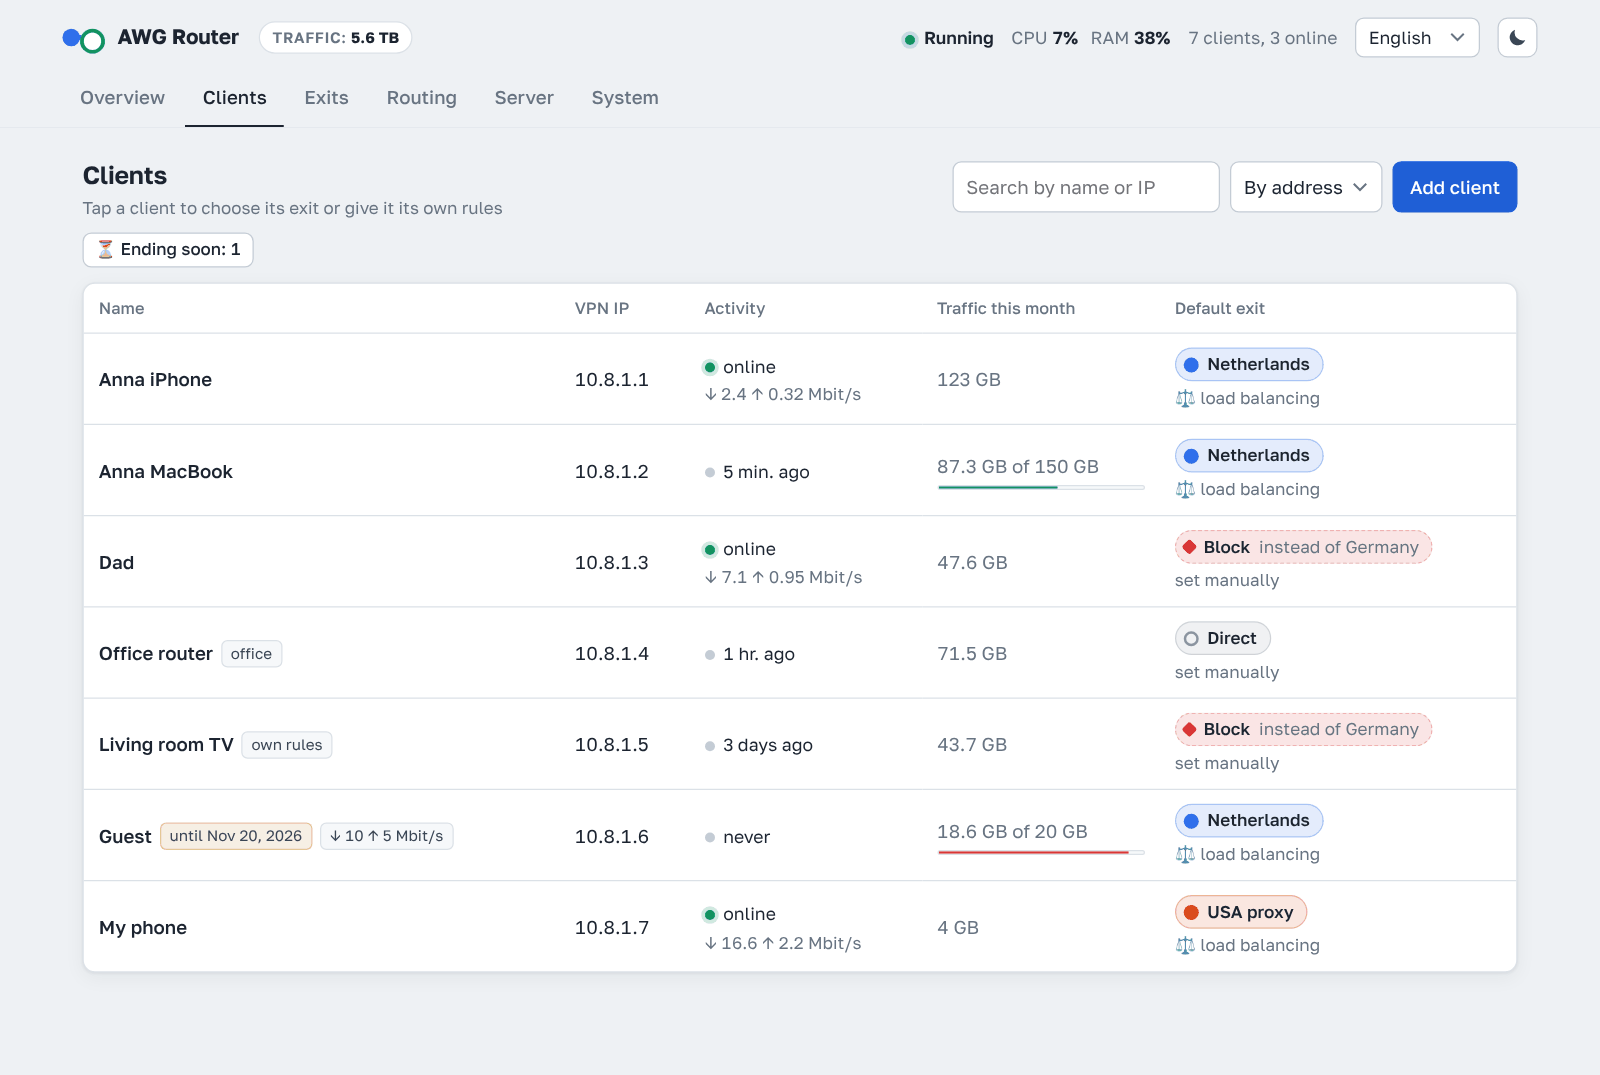 AWG Router
TRAFFIC: 5.6 TB
Running CPU 7% RAM 38% 7 clients, 3 online
English
Overview Clients Exits Routing Server System
Clients
Tap a client to choose its exit or give it its own rules
Search by name or IP
By address
Add client
Ending soon: 1
Name VPN IP Activity Traffic this month Default exit
Anna iPhone 10.8.1.1 online 123 GB Netherlands
↓ 2.4 ↑ 0.32 Mbit/s load balancing
Anna MacBook 10.8.1.2 5 min. ago 87.3 GB of 150 GB Netherlands
load balancing
Dad 10.8.1.3 online 47.6 GB Block instead of Germany
↓ 7.1 ↑ 0.95 Mbit/s set manually
Office router office 10.8.1.4 1 hr. ago 71.5 GB Direct
set manually
Living room TV own rules 10.8.1.5 3 days ago 43.7 GB Block instead of Germany
set manually
Guest until Nov 20, 2026 ↓ 10 ↑ 5 Mbit/s 10.8.1.6 never 18.6 GB of 20 GB Netherlands
load balancing
My phone 10.8.1.7 online 4 GB USA proxy
↓ 16.6 ↑ 2.2 Mbit/s load balancing